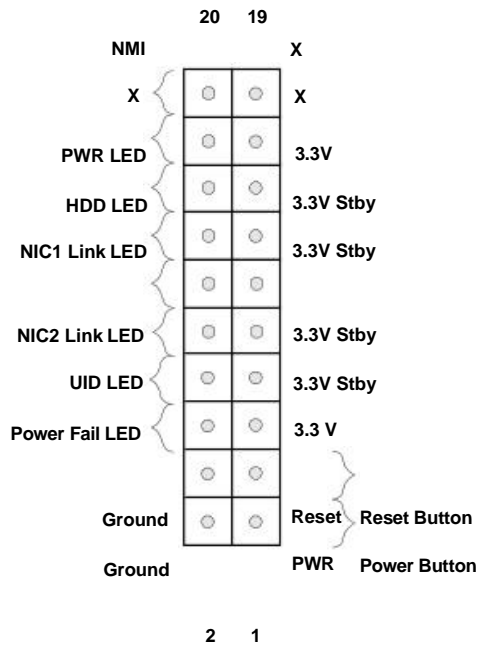 20 19
NMI X
X X
PWR LED 3.3V
HDD LED 3.3V Stby
NIC1 Link LED 3.3V Stby
NIC2 Link LED 3.3V Stby
UID LED 3.3V Stby
Power Fail LED 3.3 V
Ground Reset Reset Button
Ground PWR Power Button
2 1